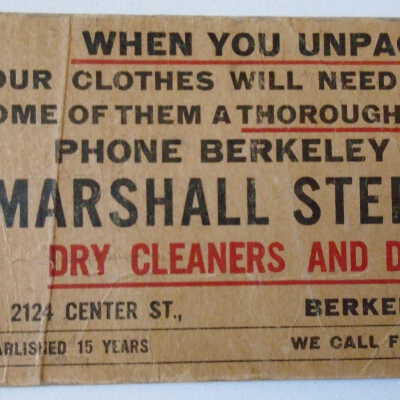 WHEN YOU UNPAC
OUR CLOTHES WILL NEED
OME OF THEM A THOROUGH
PHONE BERKELEY
MARSHALL STE
DRY CLEANERS AND D
2124 CENTER ST., BERKE
ABLISHED 15 YEARS WE CALL F